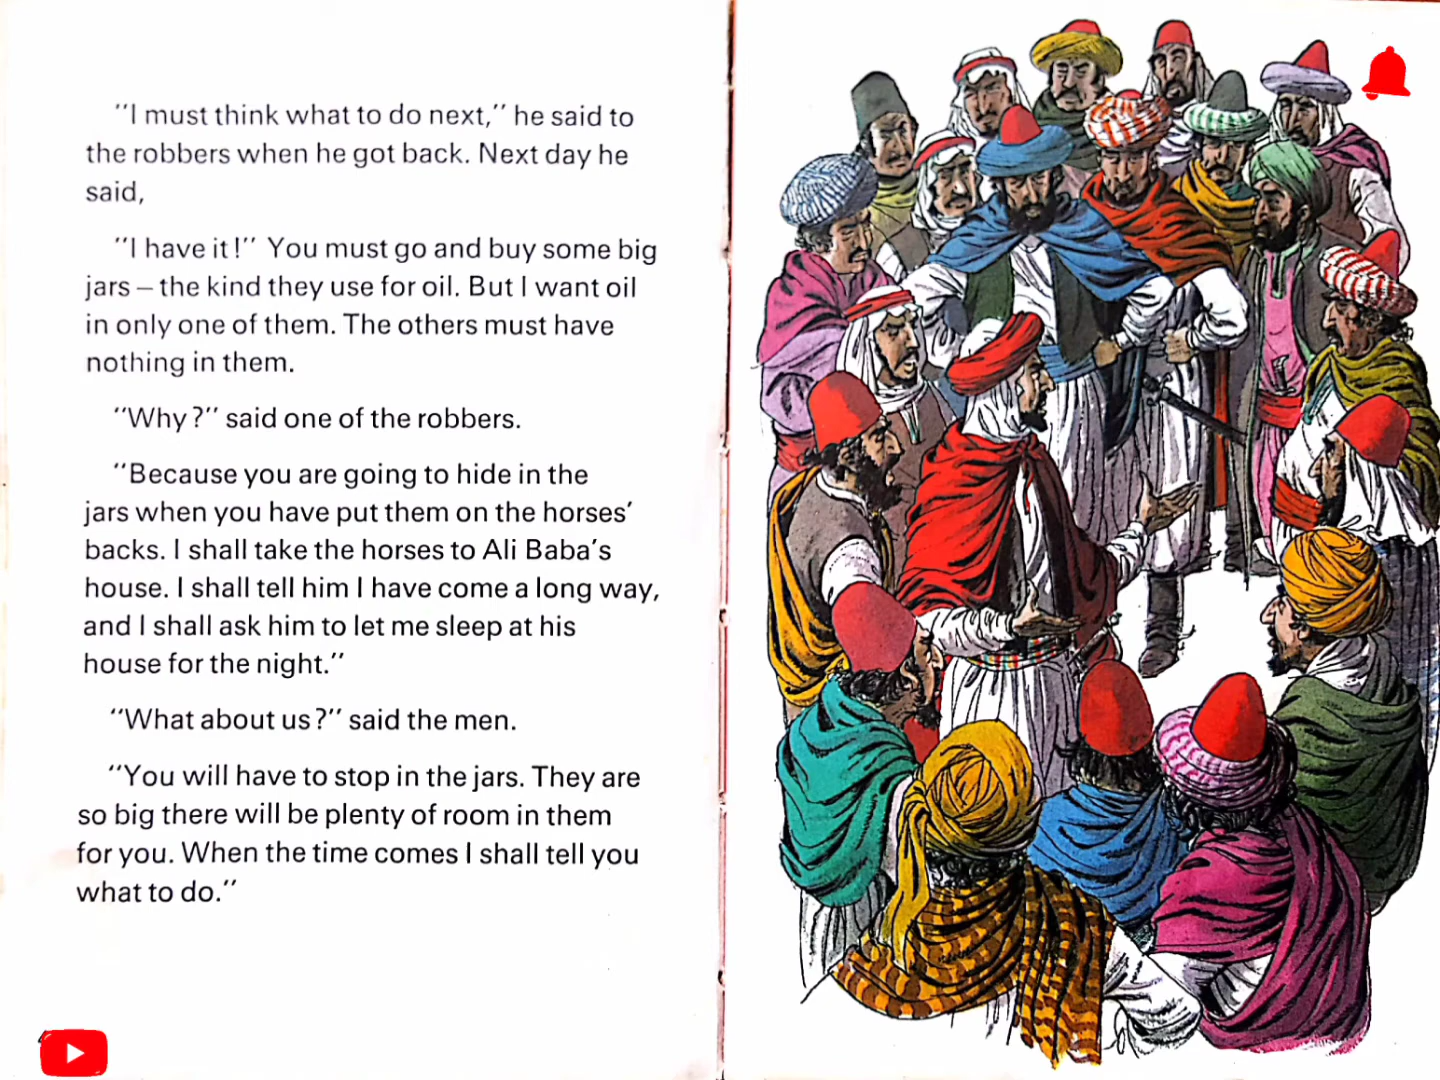 "I must think what to do next," he said to
the robbers when he got back. Next day he
said,
"I have it!" You must go and buy some big
jars – the kind they use for oil. But I want oil
in only one of them. The others must have
nothing in them.
"Why?" said one of the robbers.
"Because you are going to hide in the
jars when you have put them on the horses'
backs. I shall take the horses to Ali Baba's
house. I shall tell him I have come a long way,
and I shall ask him to let me sleep at his
house for the night."
"What about us?" said the men.
"You will have to stop in the jars. They are
so big there will be plenty of room in them
for you. When the time comes I shall tell you
what to do."